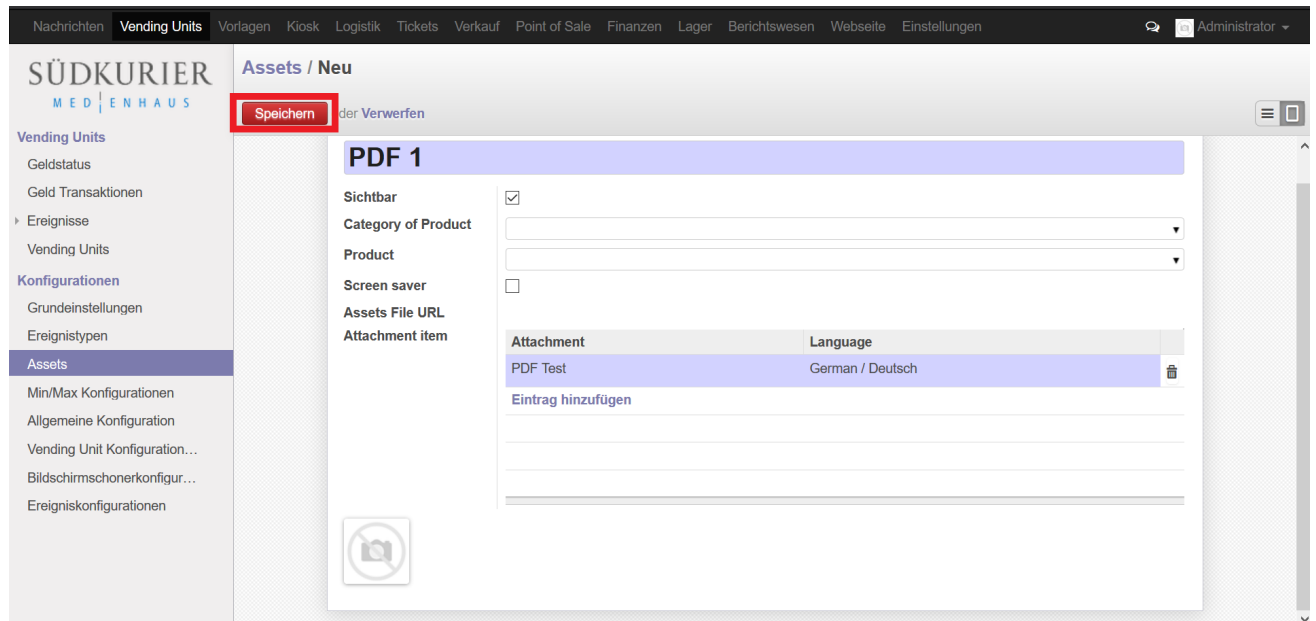 Nachrichten Vending Units Vorlagen Kiosk Logistik Tickets Verkauf Point of Sale Finanzen Lager Berichtswesen Webseite Einstellungen Administrator
SÜDKURIER
MEDIENHAUS
Assets / Neu
Speichern der Verwerfen
Vending Units
Geldstatus
Geld Transaktionen
Ereignisse
Vending Units
Konfigurationen
Grundeinstellungen
Ereignistypen
Assets
Min/Max Konfigurationen
Allgemeine Konfiguration
Vending Unit Konfiguration…
Bildschirmschonerkonfigur…
Ereigniskonfigurationen
PDF 1
Sichtbar
Category of Product
Product
Screen saver
Assets File URL
Attachment item
Attachment Language
PDF Test German / Deutsch
Eintrag hinzufügen